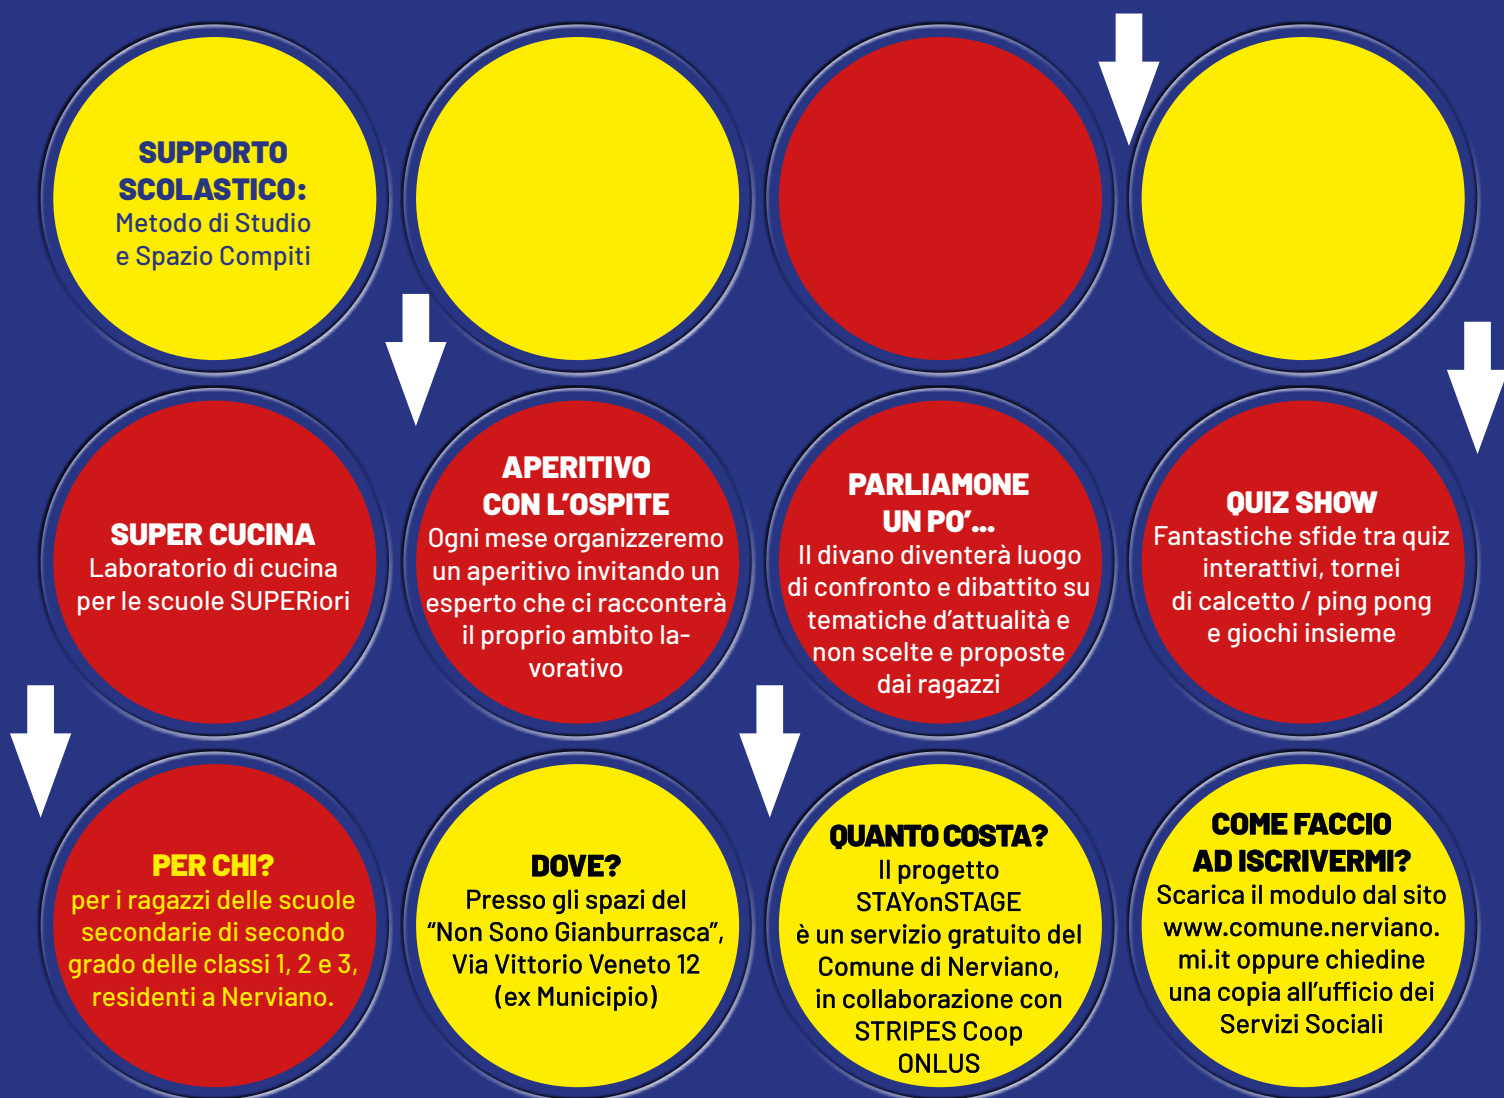 SUPPORTO
SCOLASTICO:
Metodo di Studio
e Spazio Compiti
SUPER CUCINA
Laboratorio di cucina
per le scuole SUPERiori
APERITIVO
CON L'OSPITE
Ogni mese organizzeremo
un aperitivo invitando un
esperto che ci racconterà
il proprio ambito la-
vorativo
PARLIAMONE
UN PO'...
Il divano diventerà luogo
di confronto e dibattito su
tematiche d'attualità e
non scelte e proposte
dai ragazzi
QUIZ SHOW
Fantastiche sfide tra quiz
interattivi, tornei
di calcetto / ping pong
e giochi insieme
PER CHI?
per i ragazzi delle scuole
secondarie di secondo
grado delle classi 1, 2 e 3,
residenti a Nerviano.
DOVE?
Presso gli spazi del
"Non Sono Gianburrasca",
Via Vittorio Veneto 12
(ex Municipio)
QUANTO COSTA?
Il progetto
STAYonSTAGE
è un servizio gratuito del
Comune di Nerviano,
in collaborazione con
STRIPES Coop
ONLUS
COME FACCIO
AD ISCRIVERMI?
Scarica il modulo dal sito
www.comune.nerviano.
mi.it oppure chiedine
una copia all'ufficio dei
Servizi Sociali